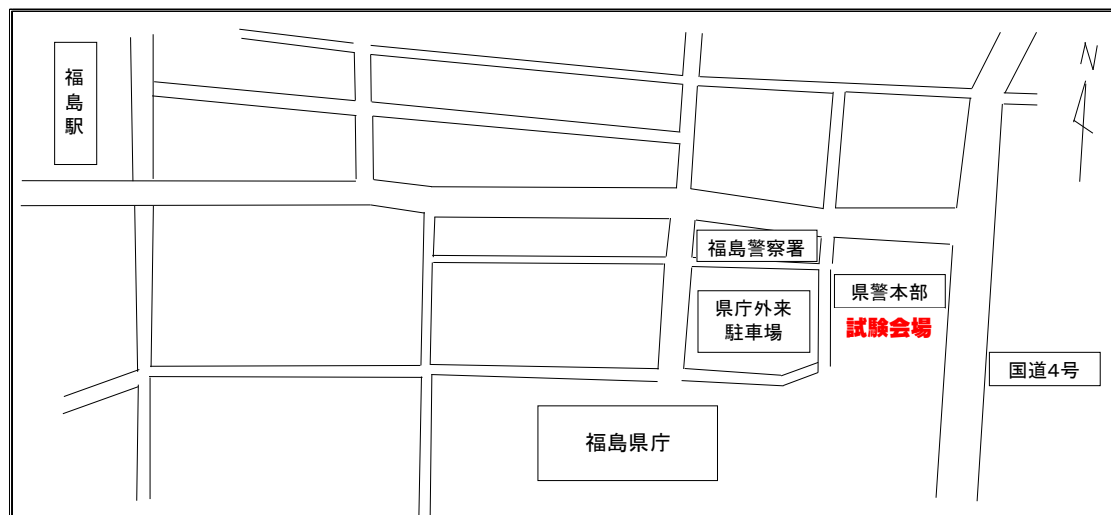 福島駅
N
福島警察署
県警本部
県庁外来
駐車場
試験会場
国道4号
福島県庁